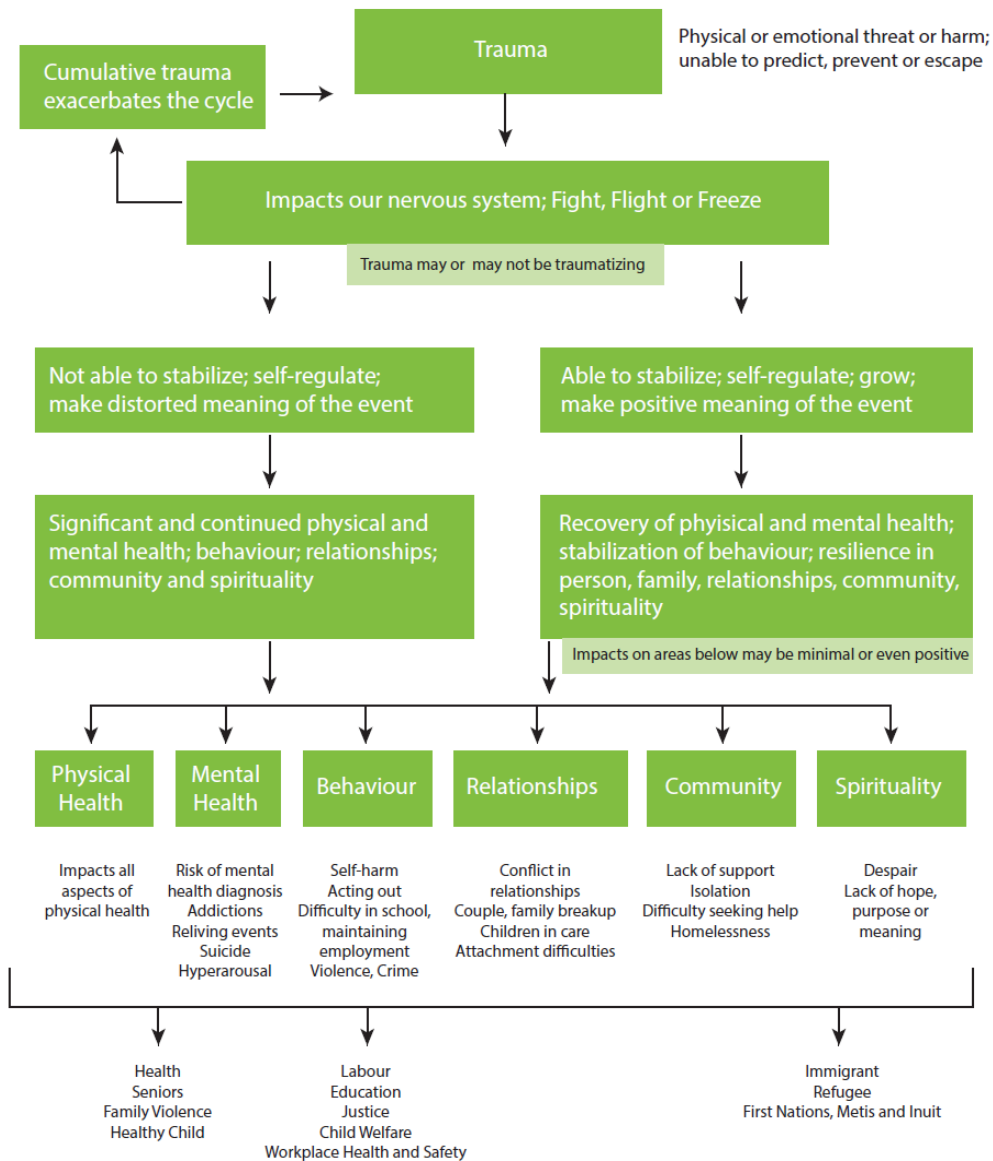 Trauma
Physical or emotional threat or harm;
unable to predict, prevent or escape
Cumulative trauma
exacerbates the cycle
Impacts our nervous system; Fight, Flight or Freeze
Trauma may or may not be traumatizing
Not able to stabilize; self-regulate;
make distorted meaning of the event
Able to stabilize; self-regulate; grow;
make positive meaning of the event
Significant and continued physical and
mental health; behaviour; relationships;
community and spirituality
Recovery of phyisical and mental health;
stabilization of behaviour; resilience in
person, family, relationships, community,
spirituality
Impacts on areas below may be minimal or even positive
Physical
Health
Mental
Health
Behaviour
Relationships
Community
Spirituality
Impacts all
aspects of
physical health
Risk of mental
health diagnosis
Addictions
Reliving events
Suicide
Hyperarousal
Self-harm
Acting out
Difficulty in school,
maintaining
employment
Violence, Crime
Conflict in
relationships
Couple, family breakup
Children in care
Attachment difficulties
Lack of support
Isolation
Difficulty seeking help
Homelessness
Despair
Lack of hope,
purpose or
meaning
Health
Seniors
Family Violence
Healthy Child
Labour
Education
Justice
Child Welfare
Workplace Health and Safety
Immigrant
Refugee
First Nations, Metis and Inuit